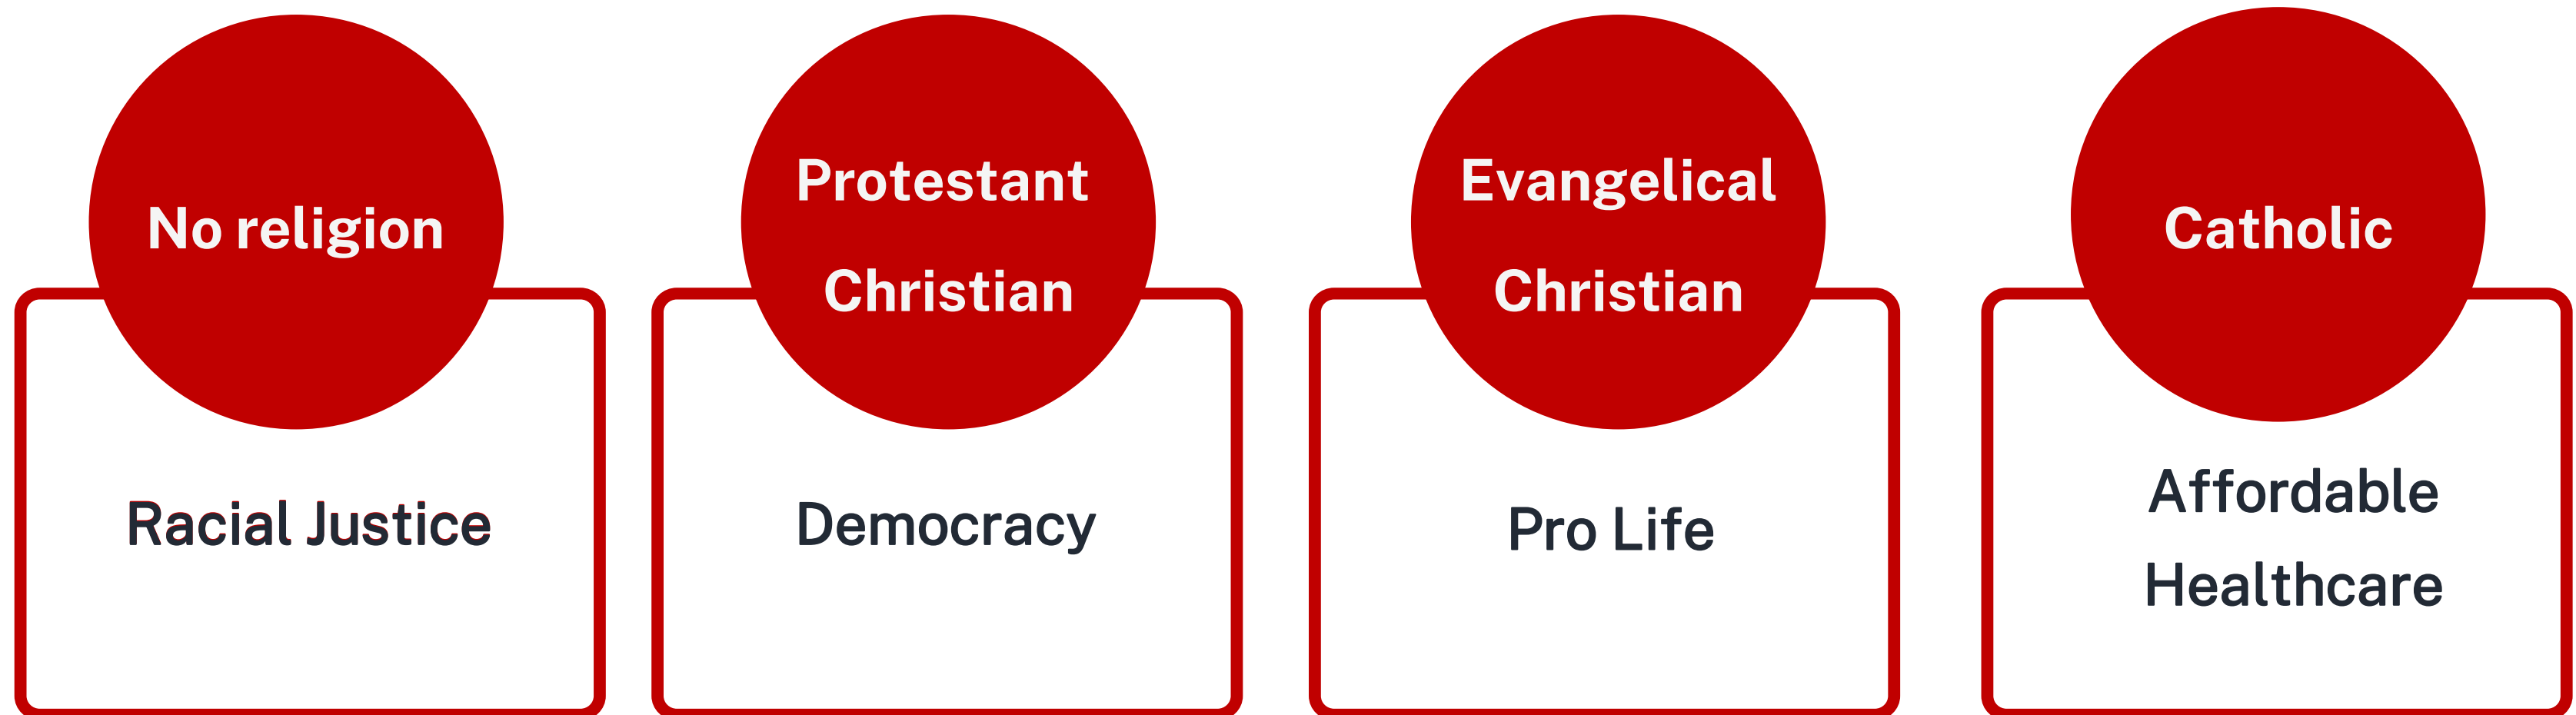 No religion
Racial Justice
Protestant
Christian
Democracy
Evangelical
Christian
Pro Life
Catholic
Affordable
Healthcare